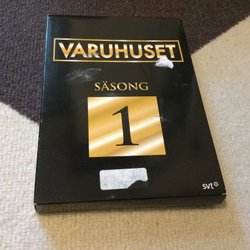 VARUHUSET
SÄSONG
1
svt